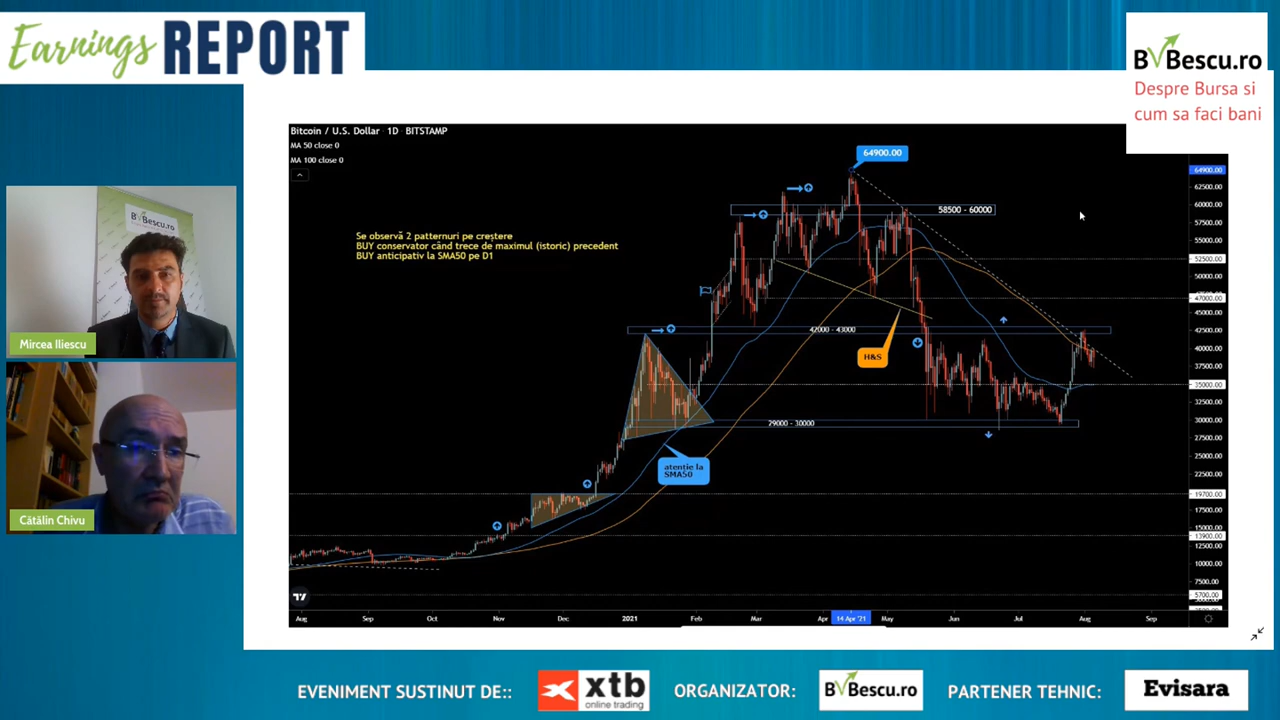 Earnings REPORT
BVBescu.ro
Despre Bursa si
cum sa faci bani
BVBescu.ro
Mircea Iliescu
Cătălin Chivu
Bitcoin / U.S. Dollar · 1D · BITSTAMP
MA 50 close 0
MA 100 close 0
Se observă 2 patternuri pe creștere
BUY conservator când trece de maximul (istoric) precedent
BUY anticipativ la SMA50 pe D1
64900.00
58500 - 60000
42000 - 43000
H&S
29000 - 30000
atenție la
SMA50
64900.00
62500.00
60000.00
57500.00
52500.00
50000.00
47000.00
45000.00
42500.00
40000.00
37500.00
35000.00
32500.00
30000.00
27500.00
25000.00
22500.00
19700.00
17500.00
15000.00
13900.00
12500.00
10000.00
7500.00
5700.00
Aug Sep Oct Nov Dec 2021 Feb Mar Apr 14 Apr '21 May Jun Jul Aug Sep
EVENIMENT SUSTINUT DE:: xtb online trading ORGANIZATOR: BVBescu.ro PARTENER TEHNIC: Evisara